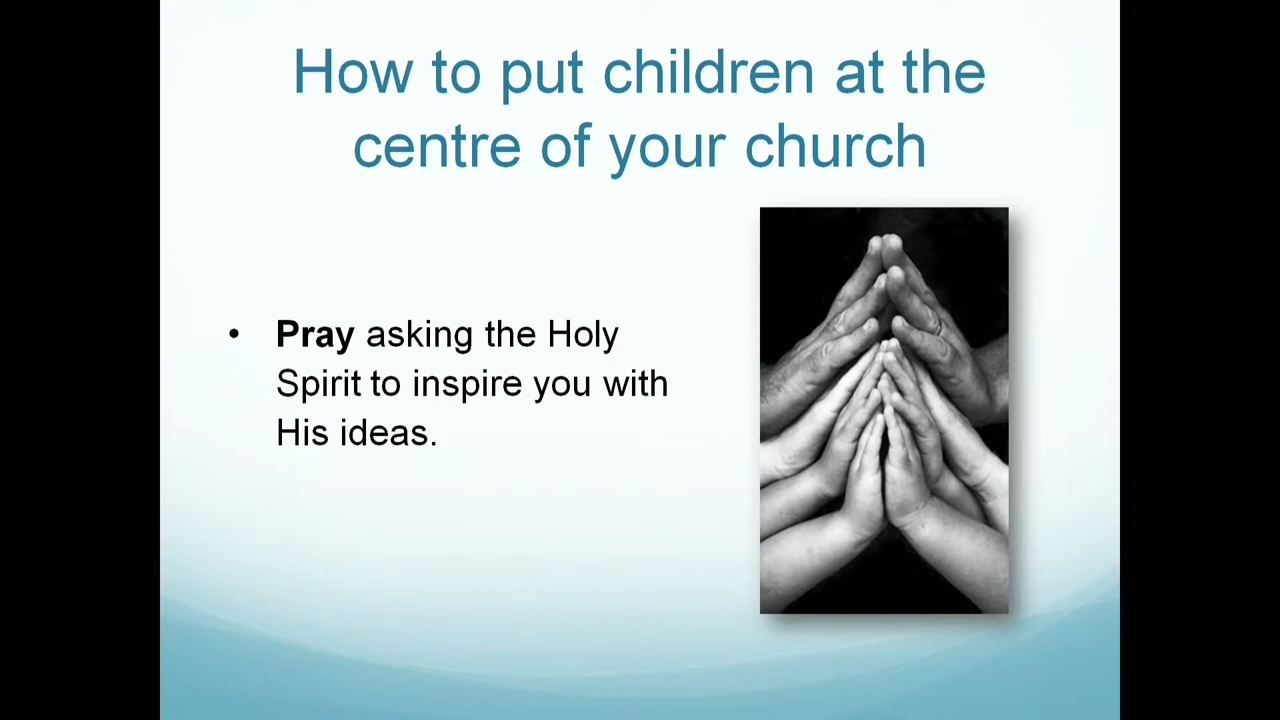 How to put children at the
centre of your church
• Pray asking the Holy
Spirit to inspire you with
His ideas.